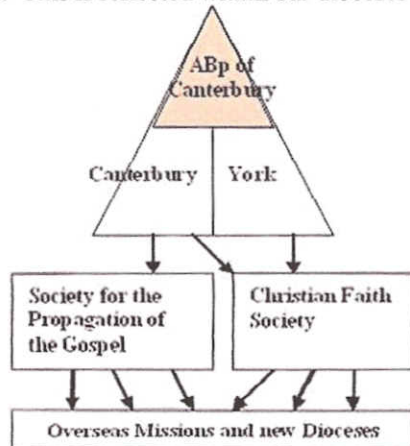 ABp of
Canterbury
Canterbury York
Society for the
Propagation of
the Gospel
Christian Faith
Society
Overseas Missions and new Dioceses